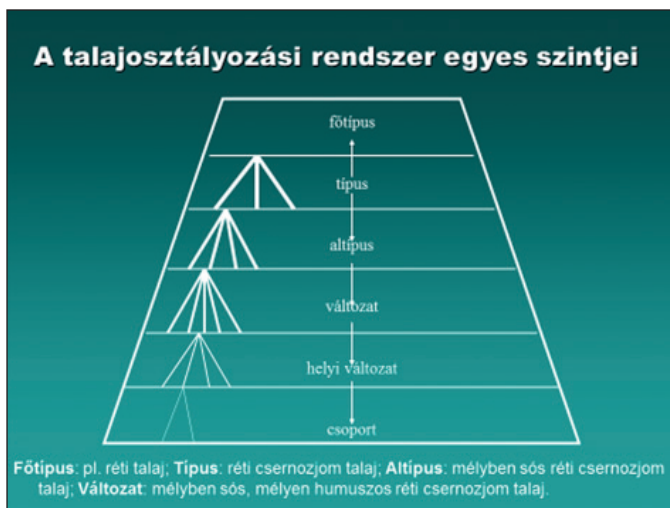 A talajosztályozási rendszer egyes szintjei
főtípus
típus
altípus
változat
helyi változat
csoport
Főtípus: pl. réti talaj; Típus: réti csernozjom talaj; Altípus: mélyben sós réti csernozjom
talaj; Változat: mélyben sós, mélyen humuszos réti csernozjom talaj.